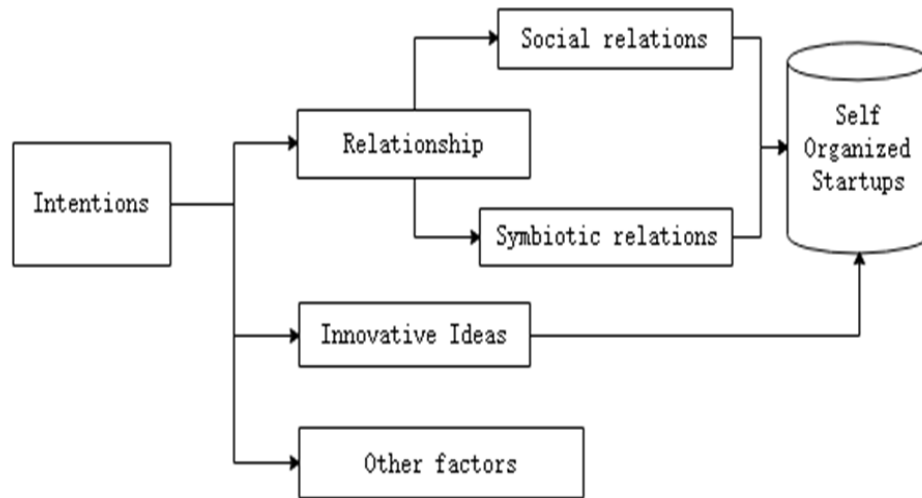 Social relations
Self
Organized
Startups
Relationship
Intentions
Symbiotic relations
Innovative Ideas
Other factors